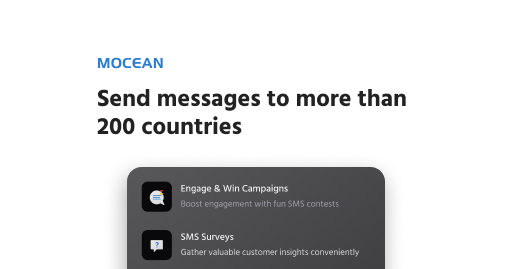 MOCEAN
Send messages to more than
200 countries
Engage & Win Campaigns
Boost engagement with fun SMS contests
SMS Surveys
Gather valuable customer insights conveniently